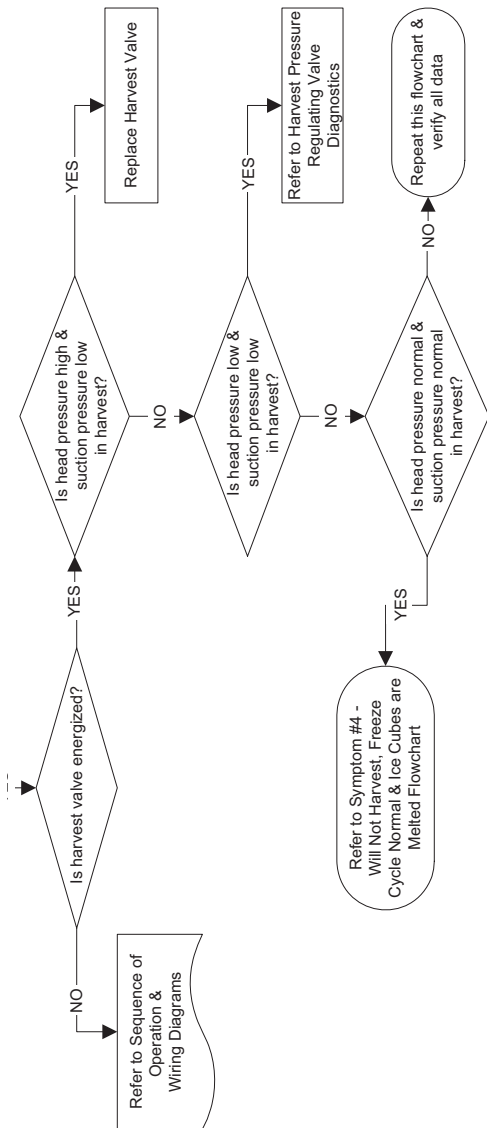 Is harvest valve energized?
NO
Refer to Sequence of
Operation &
Wiring Diagrams
YES
Is head pressure high &
suction pressure low
in harvest?
YES
Replace Harvest Valve
NO
Is head pressure low &
suction pressure low
in harvest?
YES
Refer to Harvest Pressure
Regulating Valve
Diagnostics
NO
Is head pressure normal &
suction pressure normal
in harvest?
YES
Refer to Symptom #4 -
Will Not Harvest, Freeze
Cycle Normal & Ice Cubes are
Melted Flowchart
NO
Repeat this flowchart &
verify all data